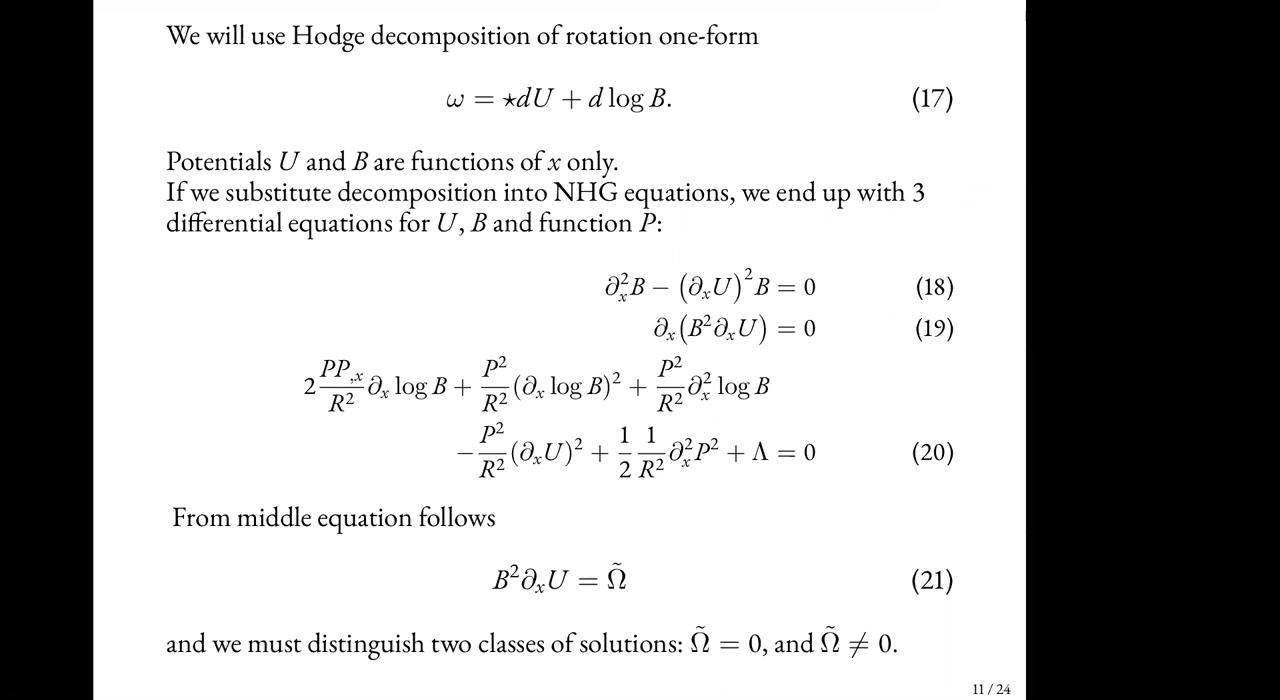 We will use Hodge decomposition of rotation one-form
ω = ⋆dU + d log B. (17)
Potentials U and B are functions of x only.
If we substitute decomposition into NHG equations, we end up with 3
differential equations for U, B and function P:
∂²ₓB − (∂ₓU)²B = 0 (18)
∂ₓ(B²∂ₓU) = 0 (19)
2 PP,ₓ/R² ∂ₓ log B + P²/R² (∂ₓ log B)² + P²/R² ∂²ₓ log B
− P²/R² (∂ₓU)² + 1/2 1/R² ∂²ₓP² + Λ = 0 (20)
From middle equation follows
B²∂ₓU = Ω̃ (21)
and we must distinguish two classes of solutions: Ω̃ = 0, and Ω̃ ≠ 0.
11 / 24